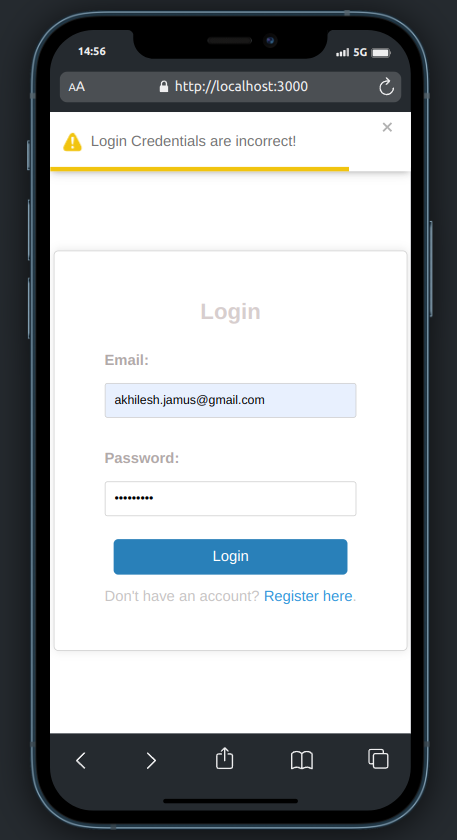 14:56
5G
AA
http://localhost:3000
Login Credentials are incorrect!
Login
Email:
akhilesh.jamus@gmail.com
Password:
•••••••••
Login
Don't have an account? Register here.